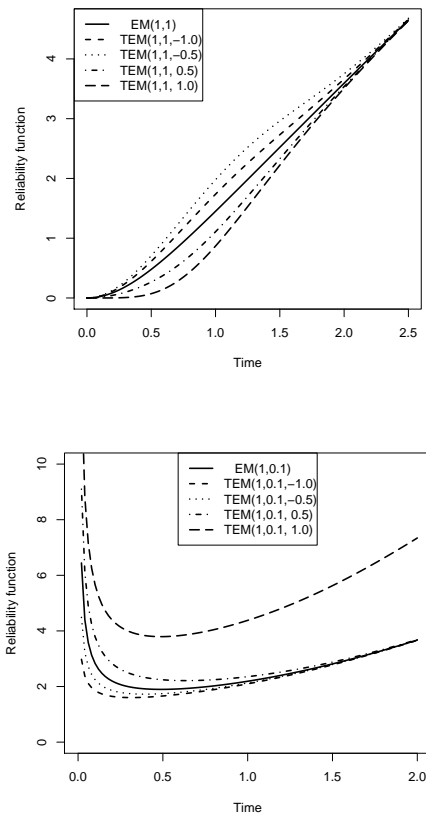 EM(1,1)
TEM(1,1,−1.0)
TEM(1,1,−0.5)
TEM(1,1, 0.5)
TEM(1,1, 1.0)
4
3
2
1
0
Reliability function
0.0 0.5 1.0 1.5 2.0 2.5
Time
EM(1,0.1)
TEM(1,0.1,−1.0)
TEM(1,0.1,−0.5)
TEM(1,0.1, 0.5)
TEM(1,0.1, 1.0)
10
8
6
4
2
0
Reliability function
0.0 0.5 1.0 1.5 2.0
Time